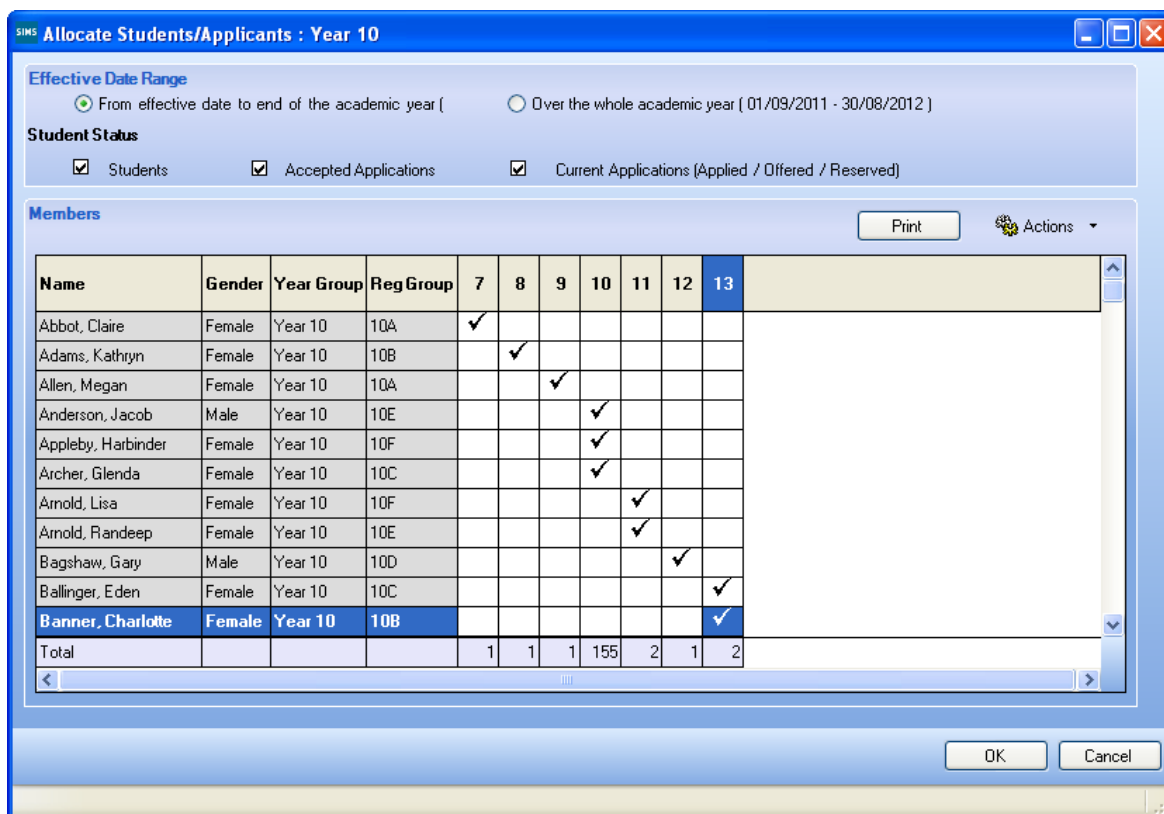 SIMS Allocate Students/Applicants : Year 10
Effective Date Range
From effective date to end of the academic year ( Over the whole academic year ( 01/09/2011 - 30/08/2012 )
Student Status
Students Accepted Applications Current Applications (Applied / Offered / Reserved)
Members
Print Actions
Name Gender Year Group Reg Group 7 8 9 10 11 12 13
Abbot, Claire Female Year 10 10A
Adams, Kathryn Female Year 10 10B
Allen, Megan Female Year 10 10A
Anderson, Jacob Male Year 10 10E
Appleby, Harbinder Female Year 10 10F
Archer, Glenda Female Year 10 10C
Arnold, Lisa Female Year 10 10F
Arnold, Randeep Female Year 10 10E
Bagshaw, Gary Male Year 10 10D
Ballinger, Eden Female Year 10 10C
Banner, Charlotte Female Year 10 10B
Total 1 1 1 155 2 1 2
OK Cancel